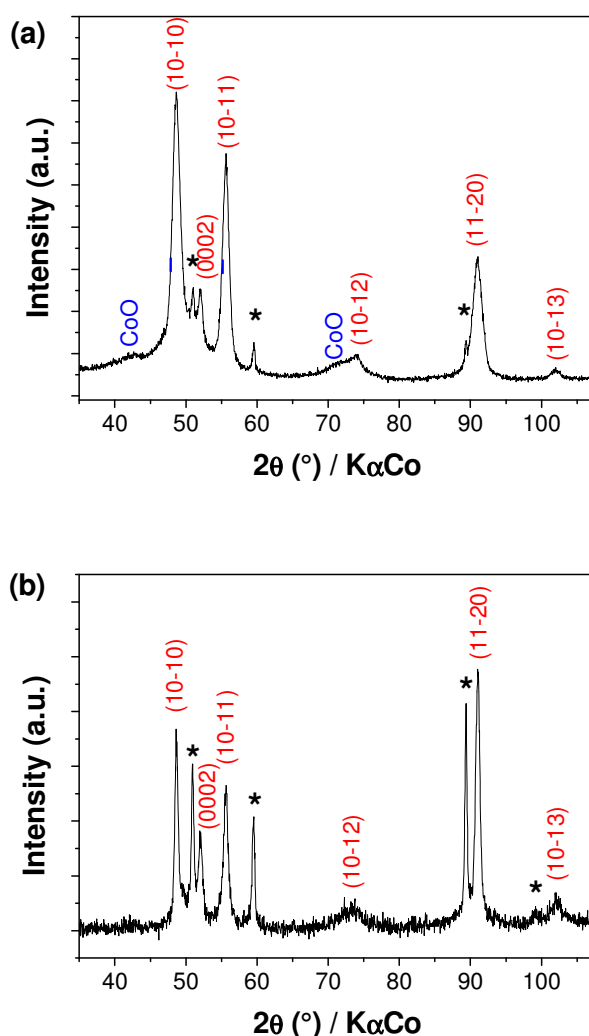 (a)
(10-10)
(10-11)
*
(0002)
*
CoO
CoO
(10-12)
*
(11-20)
(10-13)
Intensity (a.u.)
40 50 60 70 80 90 100
2θ (°) / KαCo
(b)
(10-10)
*
(0002)
(10-11)
*
(10-12)
*
(11-20)
*
(10-13)
Intensity (a.u.)
40 50 60 70 80 90 100
2θ (°) / KαCo